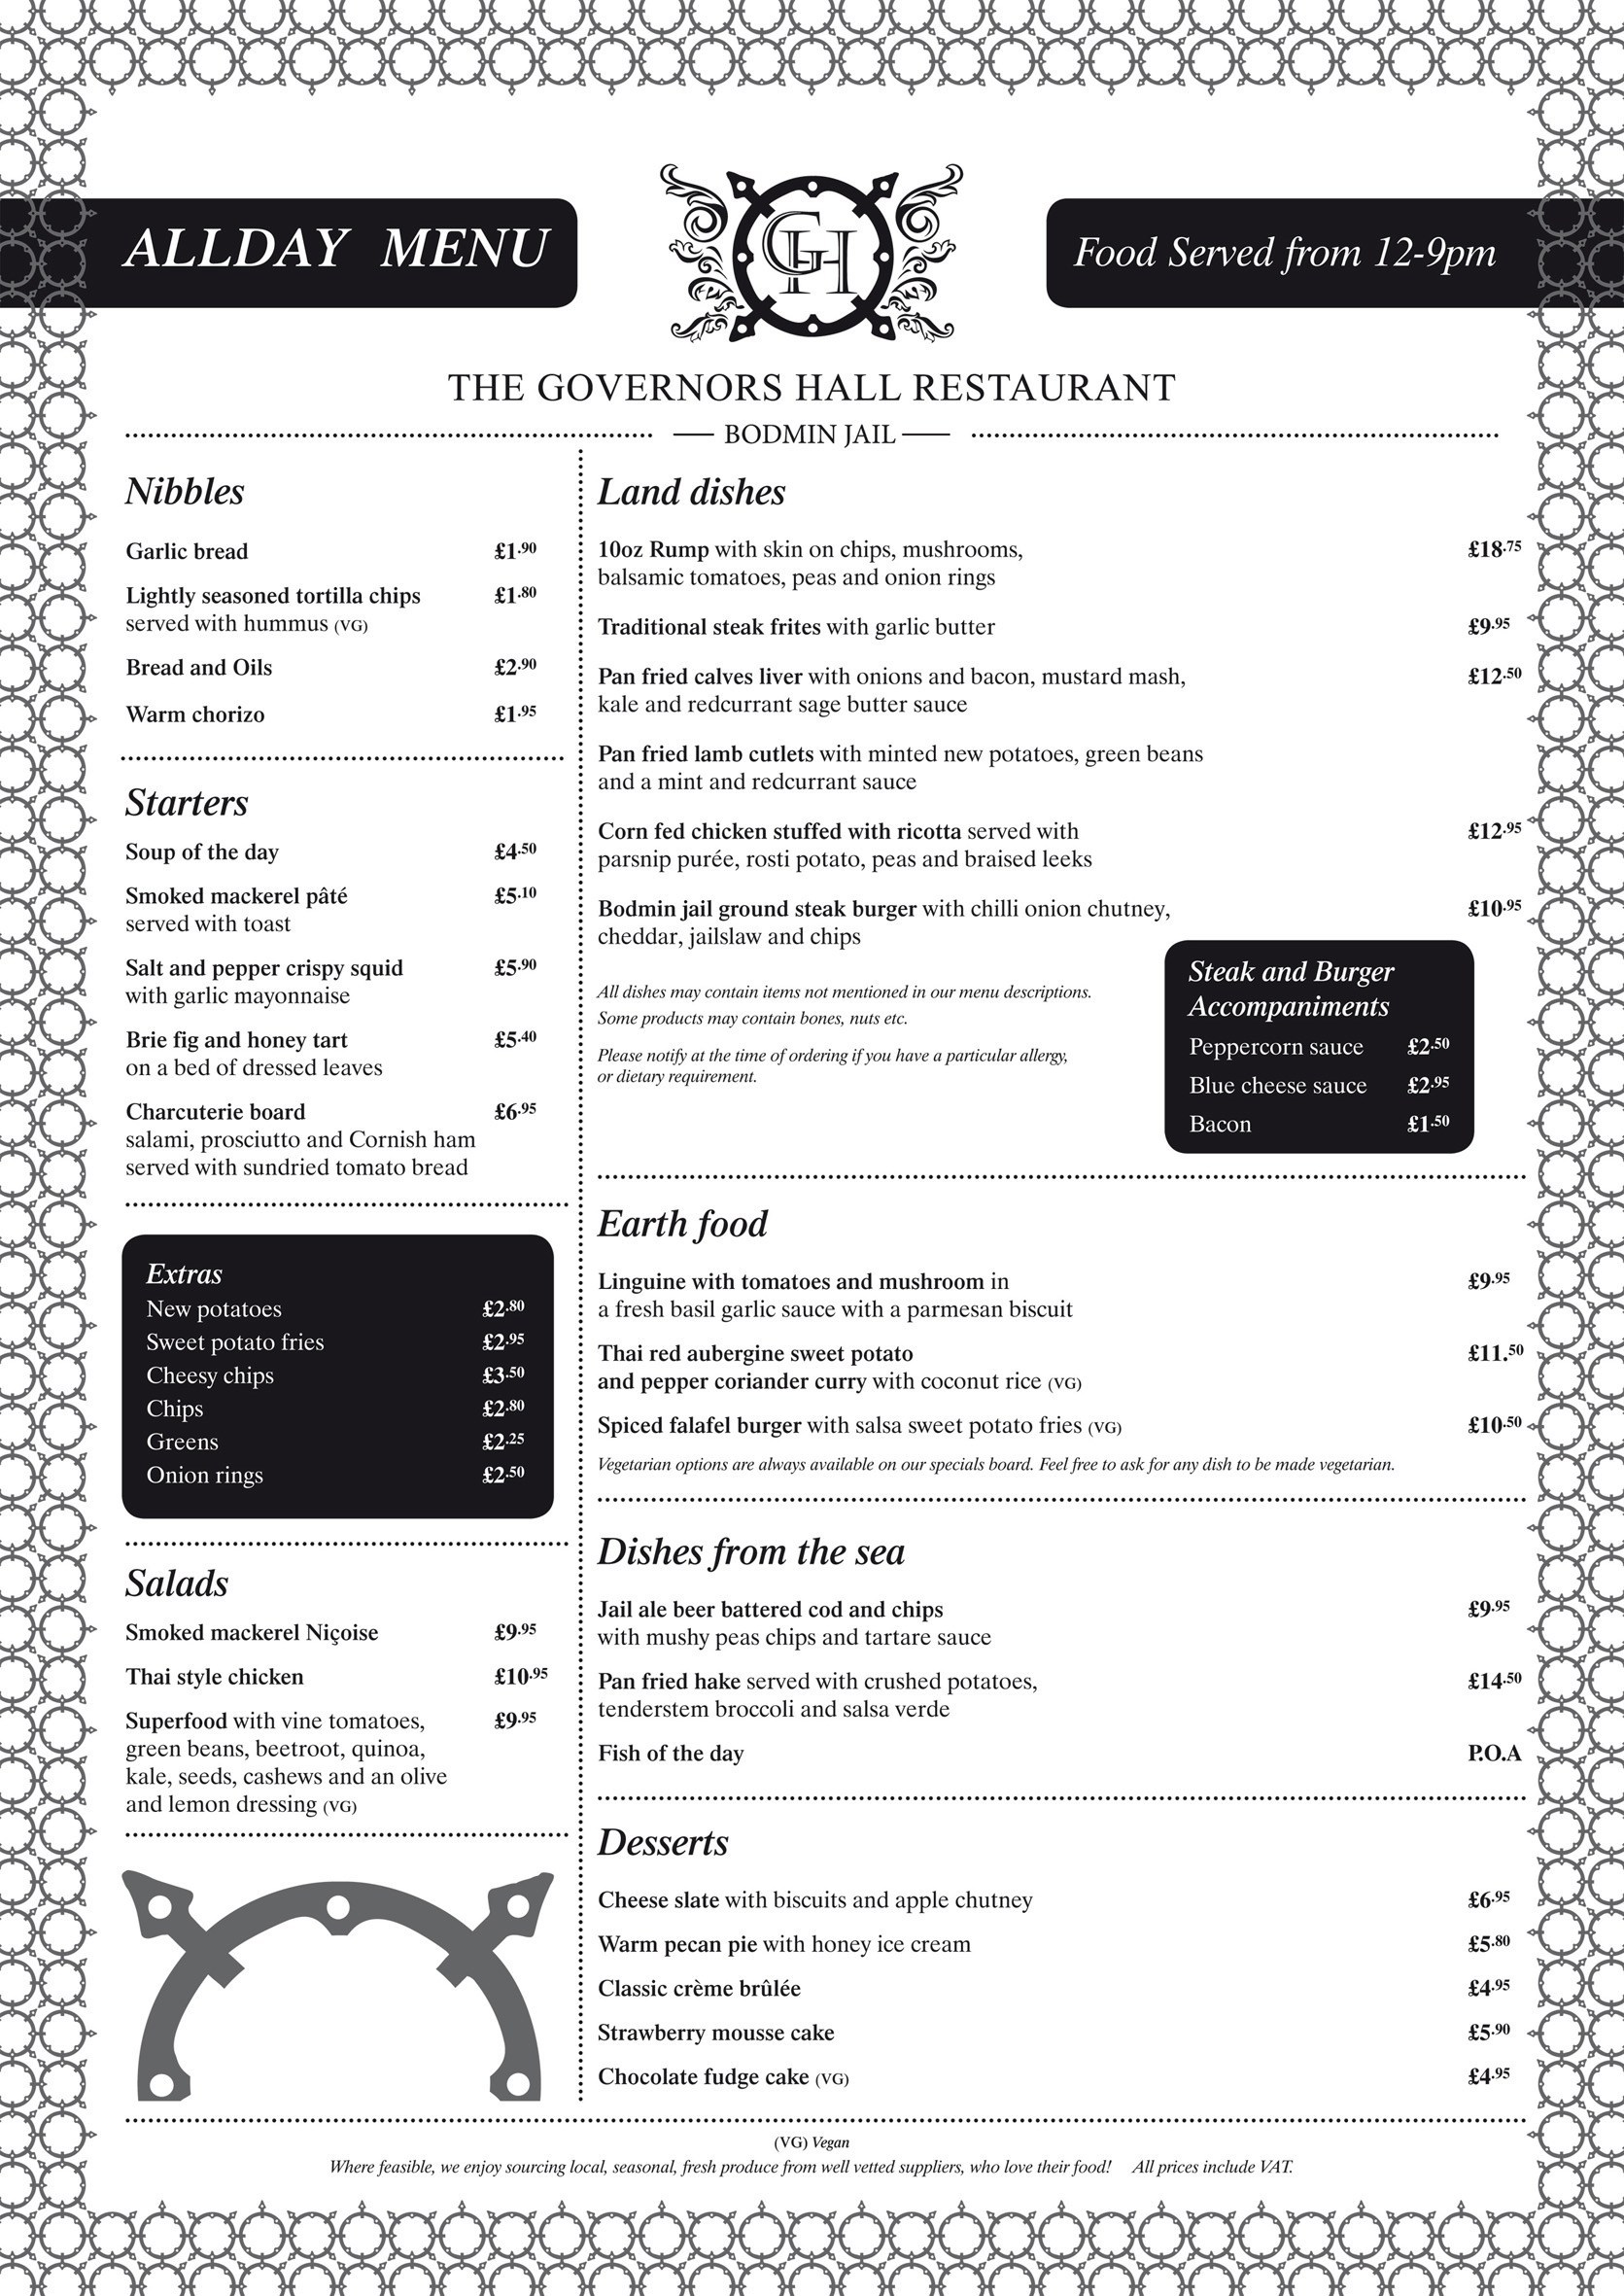 ALLDAY MENU
GH
Food Served from 12-9pm
THE GOVERNORS HALL RESTAURANT
BODMIN JAIL
Nibbles
Garlic bread £1.90
Lightly seasoned tortilla chips £1.80
served with hummus (VG)
Bread and Oils £2.90
Warm chorizo £1.95
Starters
Soup of the day £4.50
Smoked mackerel pâté £5.10
served with toast
Salt and pepper crispy squid £5.90
with garlic mayonnaise
Brie fig and honey tart £5.40
on a bed of dressed leaves
Charcuterie board £6.95
salami, prosciutto and Cornish ham
served with sundried tomato bread
Extras
New potatoes £2.80
Sweet potato fries £2.95
Cheesy chips £3.50
Chips £2.80
Greens £2.25
Onion rings £2.50
Salads
Smoked mackerel Niçoise £9.95
Thai style chicken £10.95
Superfood with vine tomatoes, £9.95
green beans, beetroot, quinoa,
kale, seeds, cashews and an olive
and lemon dressing (VG)
Land dishes
10oz Rump with skin on chips, mushrooms, £18.75
balsamic tomatoes, peas and onion rings
Traditional steak frites with garlic butter £9.95
Pan fried calves liver with onions and bacon, mustard mash, £12.50
kale and redcurrant sage butter sauce
Pan fried lamb cutlets with minted new potatoes, green beans
and a mint and redcurrant sauce
Corn fed chicken stuffed with ricotta served with £12.95
parsnip purée, rosti potato, peas and braised leeks
Bodmin jail ground steak burger with chilli onion chutney, £10.95
cheddar, jailslaw and chips
All dishes may contain items not mentioned in our menu descriptions.
Some products may contain bones, nuts etc.
Please notify at the time of ordering if you have a particular allergy,
or dietary requirement.
Steak and Burger
Accompaniments
Peppercorn sauce £2.50
Blue cheese sauce £2.95
Bacon £1.50
Earth food
Linguine with tomatoes and mushroom in £9.95
a fresh basil garlic sauce with a parmesan biscuit
Thai red aubergine sweet potato £11.50
and pepper coriander curry with coconut rice (VG)
Spiced falafel burger with salsa sweet potato fries (VG) £10.50
Vegetarian options are always available on our specials board. Feel free to ask for any dish to be made vegetarian.
Dishes from the sea
Jail ale beer battered cod and chips £9.95
with mushy peas chips and tartare sauce
Pan fried hake served with crushed potatoes, £14.50
tenderstem broccoli and salsa verde
Fish of the day P.O.A
Desserts
Cheese slate with biscuits and apple chutney £6.95
Warm pecan pie with honey ice cream £5.80
Classic crème brûlée £4.95
Strawberry mousse cake £5.90
Chocolate fudge cake (VG) £4.95
(VG) Vegan
Where feasible, we enjoy sourcing local, seasonal, fresh produce from well vetted suppliers, who love their food! All prices include VAT.